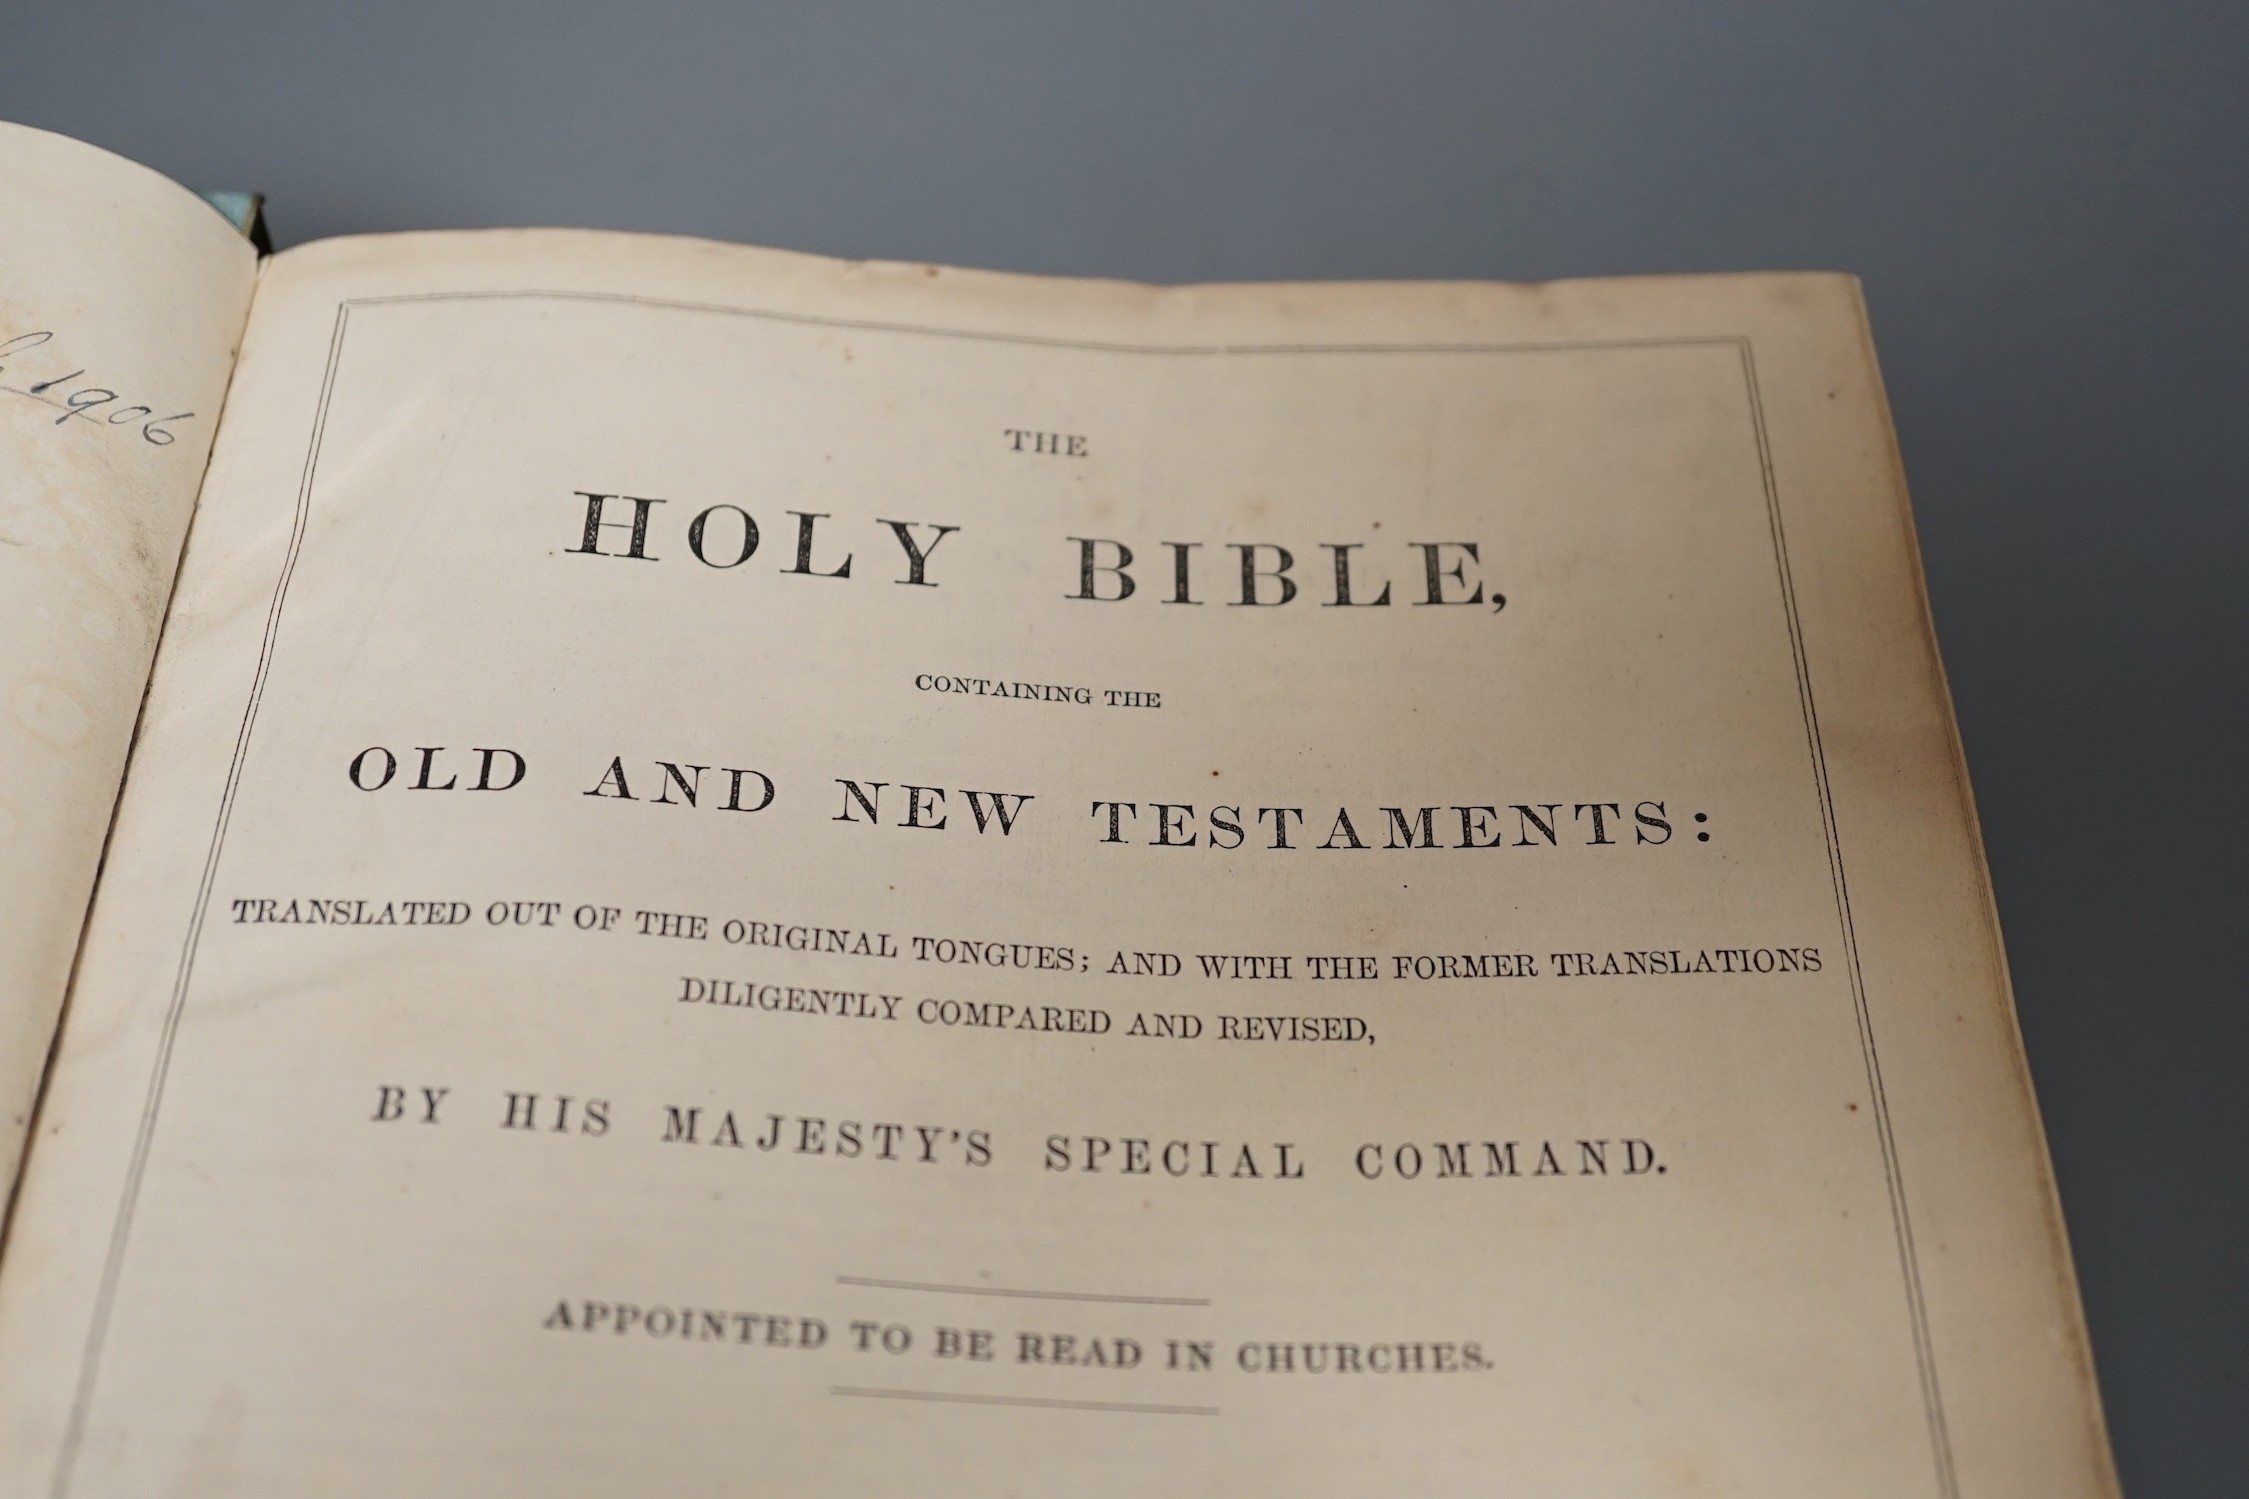 1906
THE
HOLY BIBLE,
CONTAINING THE
OLD AND NEW TESTAMENTS:
TRANSLATED OUT OF THE ORIGINAL TONGUES; AND WITH THE FORMER TRANSLATIONS
DILIGENTLY COMPARED AND REVISED,
BY HIS MAJESTY'S SPECIAL COMMAND.
APPOINTED TO BE READ IN CHURCHES.